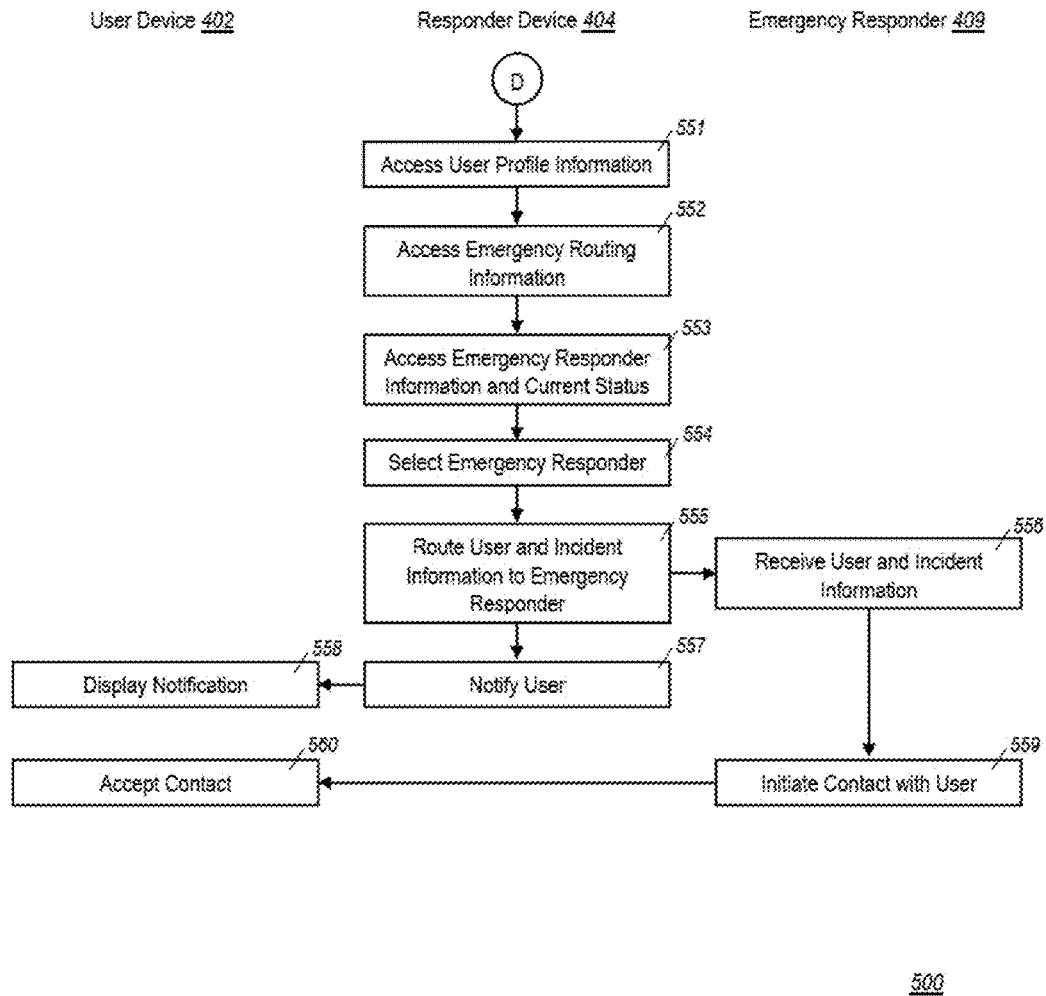 User Device 402
Responder Device 404
Emergency Responder 409
D
551
Access User Profile Information
552
Access Emergency Routing
Information
553
Access Emergency Responder
Information and Current Status
554
Select Emergency Responder
555
Route User and Incident
Information to Emergency
Responder
556
Receive User and Incident
Information
557
Notify User
558
Display Notification
559
Initiate Contact with User
560
Accept Contact
500